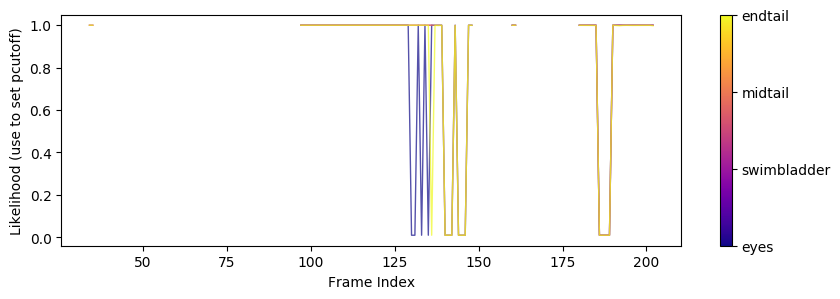 Likelihood (use to set pcutoff)
1.0
0.8
0.6
0.4
0.2
0.0
50
75
100
125
150
175
200
Frame Index
endtail
midtail
swimbladder
eyes